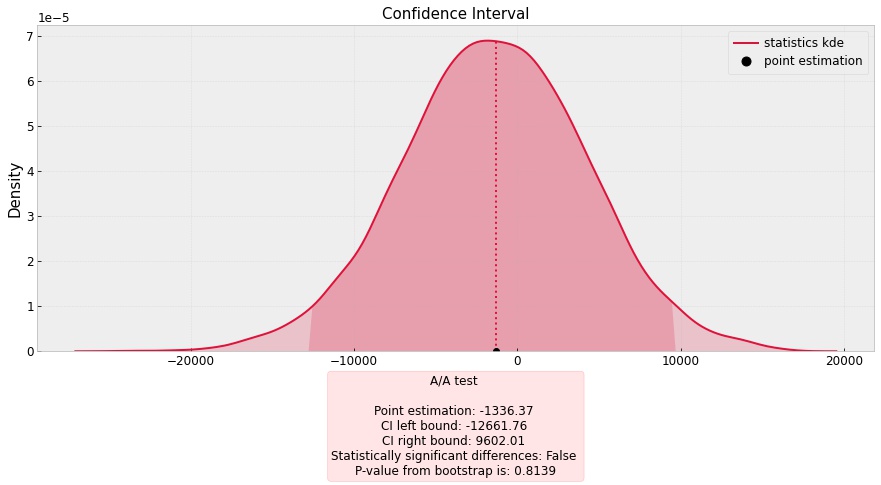 Confidence Interval
1e−5
7
6
5
4
3
2
1
0
Density
statistics kde
point estimation
−20000
−10000
0
10000
20000
A/A test
Point estimation: -1336.37
CI left bound: -12661.76
CI right bound: 9602.01
Statistically significant differences: False
P-value from bootstrap is: 0.8139